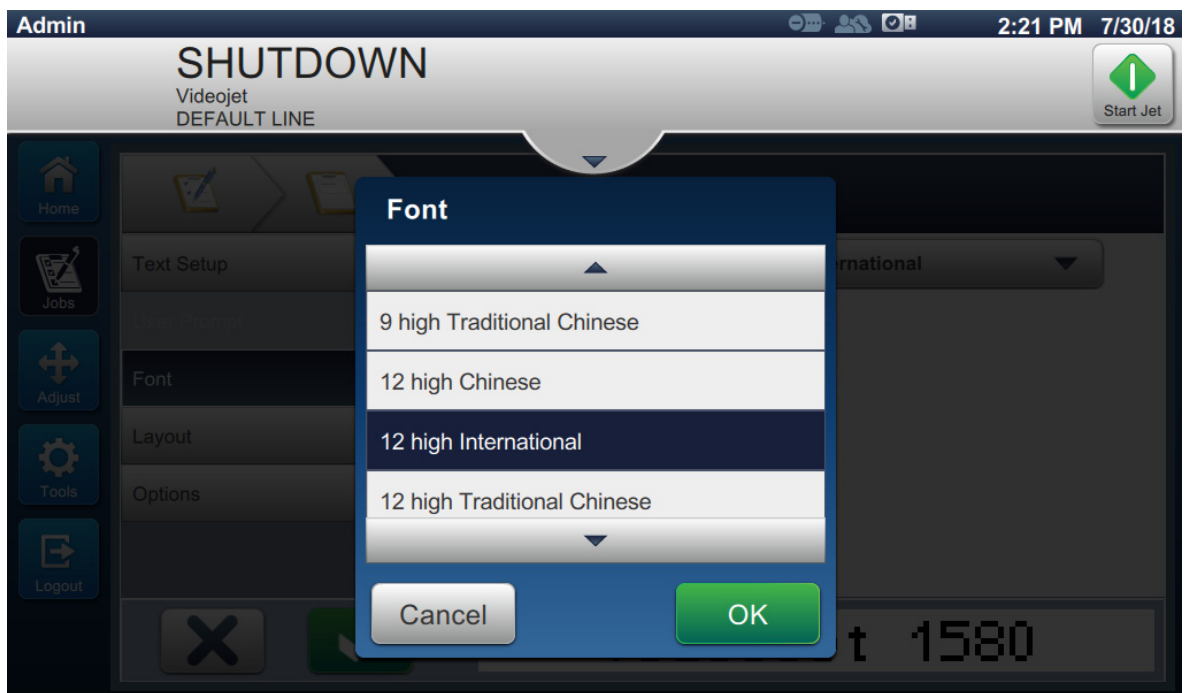 Admin 2:21 PM 7/30/18
SHUTDOWN
Videojet
DEFAULT LINE
Start Jet
Home
Jobs
Adjust
Tools
Logout
Text Setup
User Prompt
Font
Layout
Options
Font
9 high Traditional Chinese
12 high Chinese
12 high International
12 high Traditional Chinese
Cancel OK
rnational
t 1580